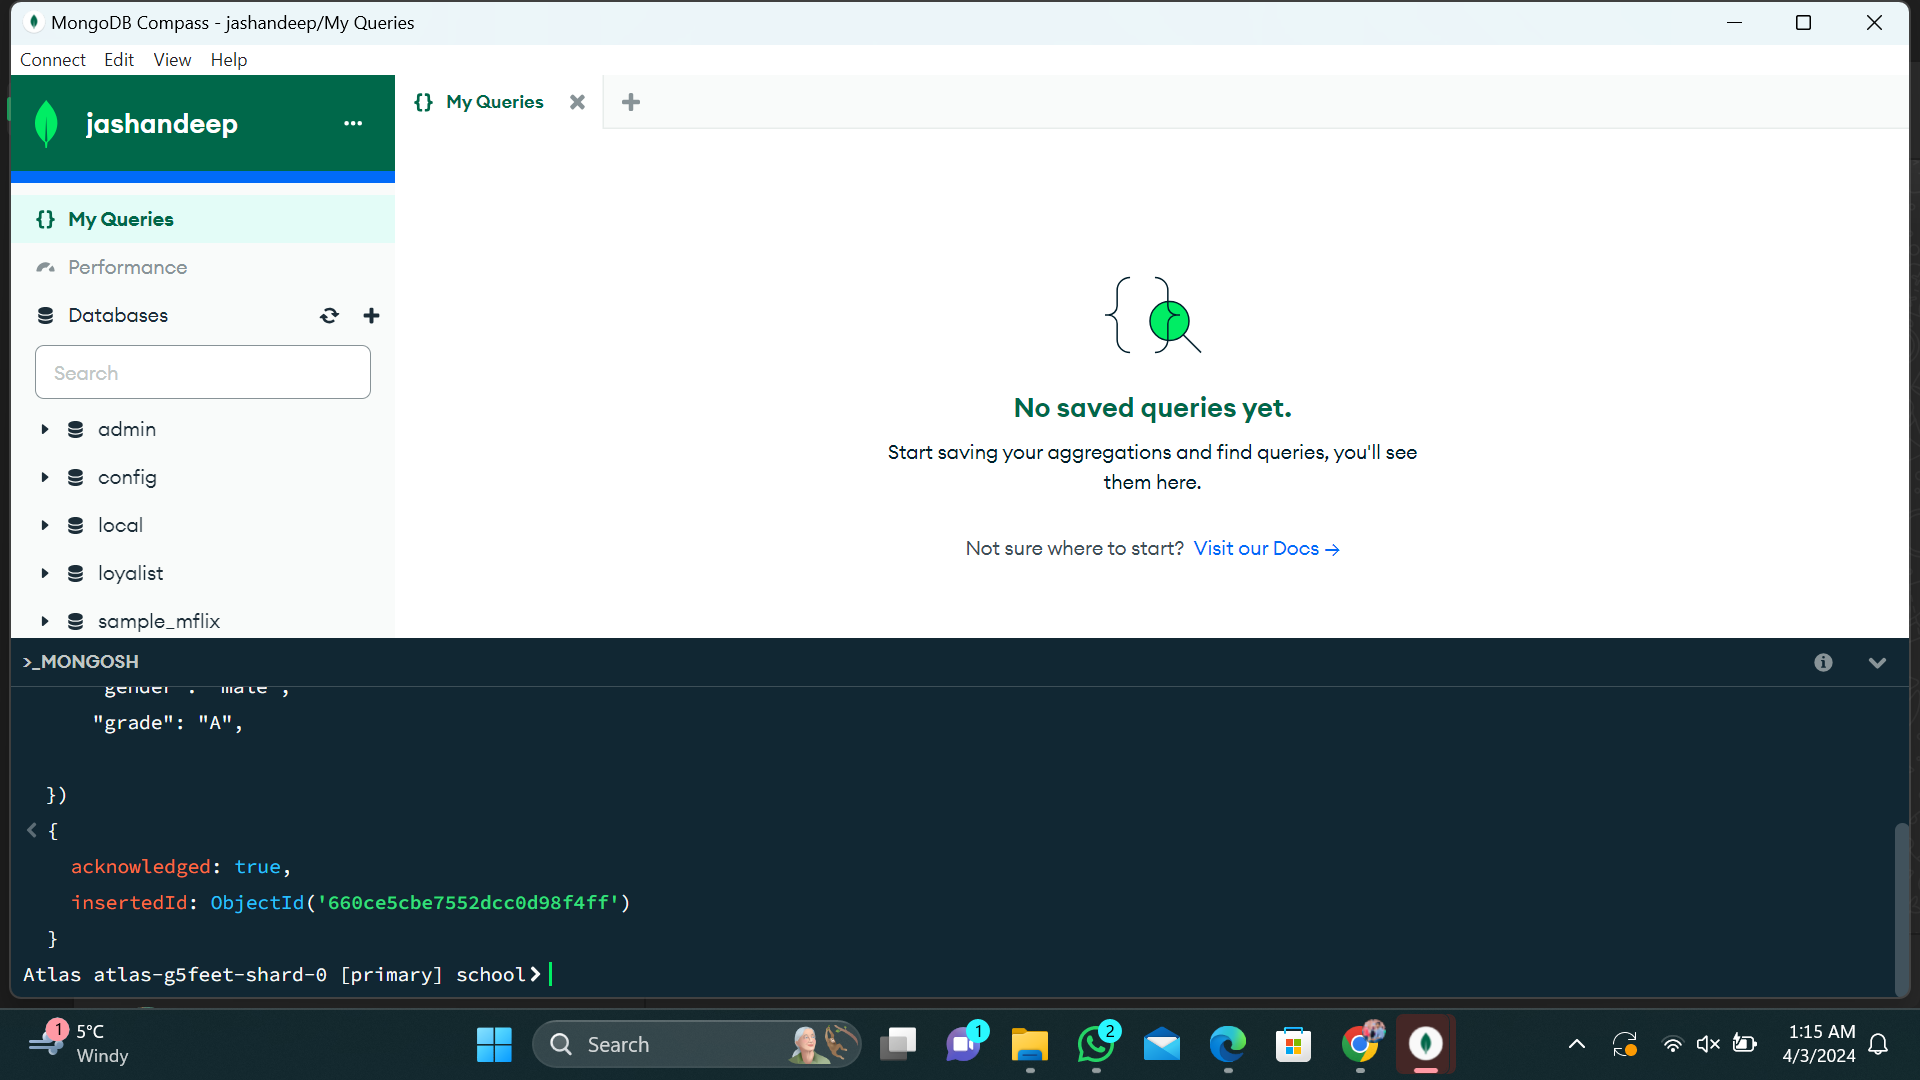 MongoDB Compass - jashandeep/My Queries
Connect Edit View Help
jashandeep
{} My Queries
{} My Queries
Performance
Databases
Search
admin
config
local
loyalist
sample_mflix
No saved queries yet.
Start saving your aggregations and find queries, you'll see
them here.
Not sure where to start? Visit our Docs →
>_MONGOSH
"gender": "male",
"grade": "A",
})
< {
acknowledged: true,
insertedId: ObjectId('660ce5cbe7552dcc0d98f4ff')
}
Atlas atlas-g5feet-shard-0 [primary] school>
1
5°C
Windy
Search
1
2
1:15 AM
4/3/2024